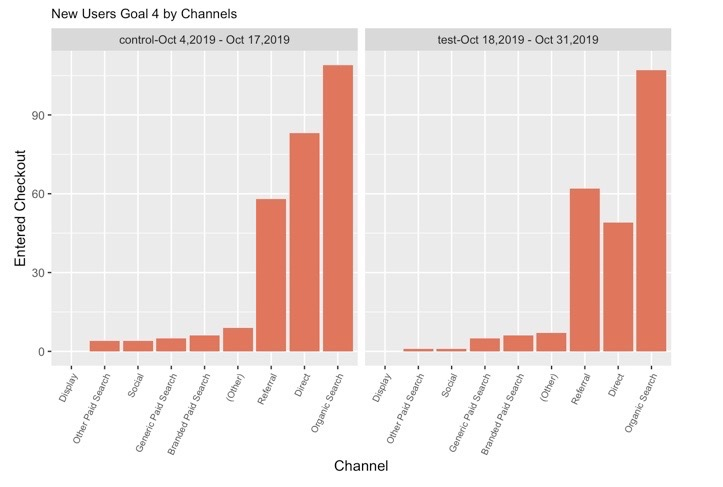 New Users Goal 4 by Channels
control-Oct 4,2019 - Oct 17,2019
test-Oct 18,2019 - Oct 31,2019
Entered Checkout
90
60
30
0
Display
Other Paid Search
Social
Generic Paid Search
Branded Paid Search
(Other)
Referral
Direct
Organic Search
Display
Other Paid Search
Social
Generic Paid Search
Branded Paid Search
(Other)
Referral
Direct
Organic Search
Channel